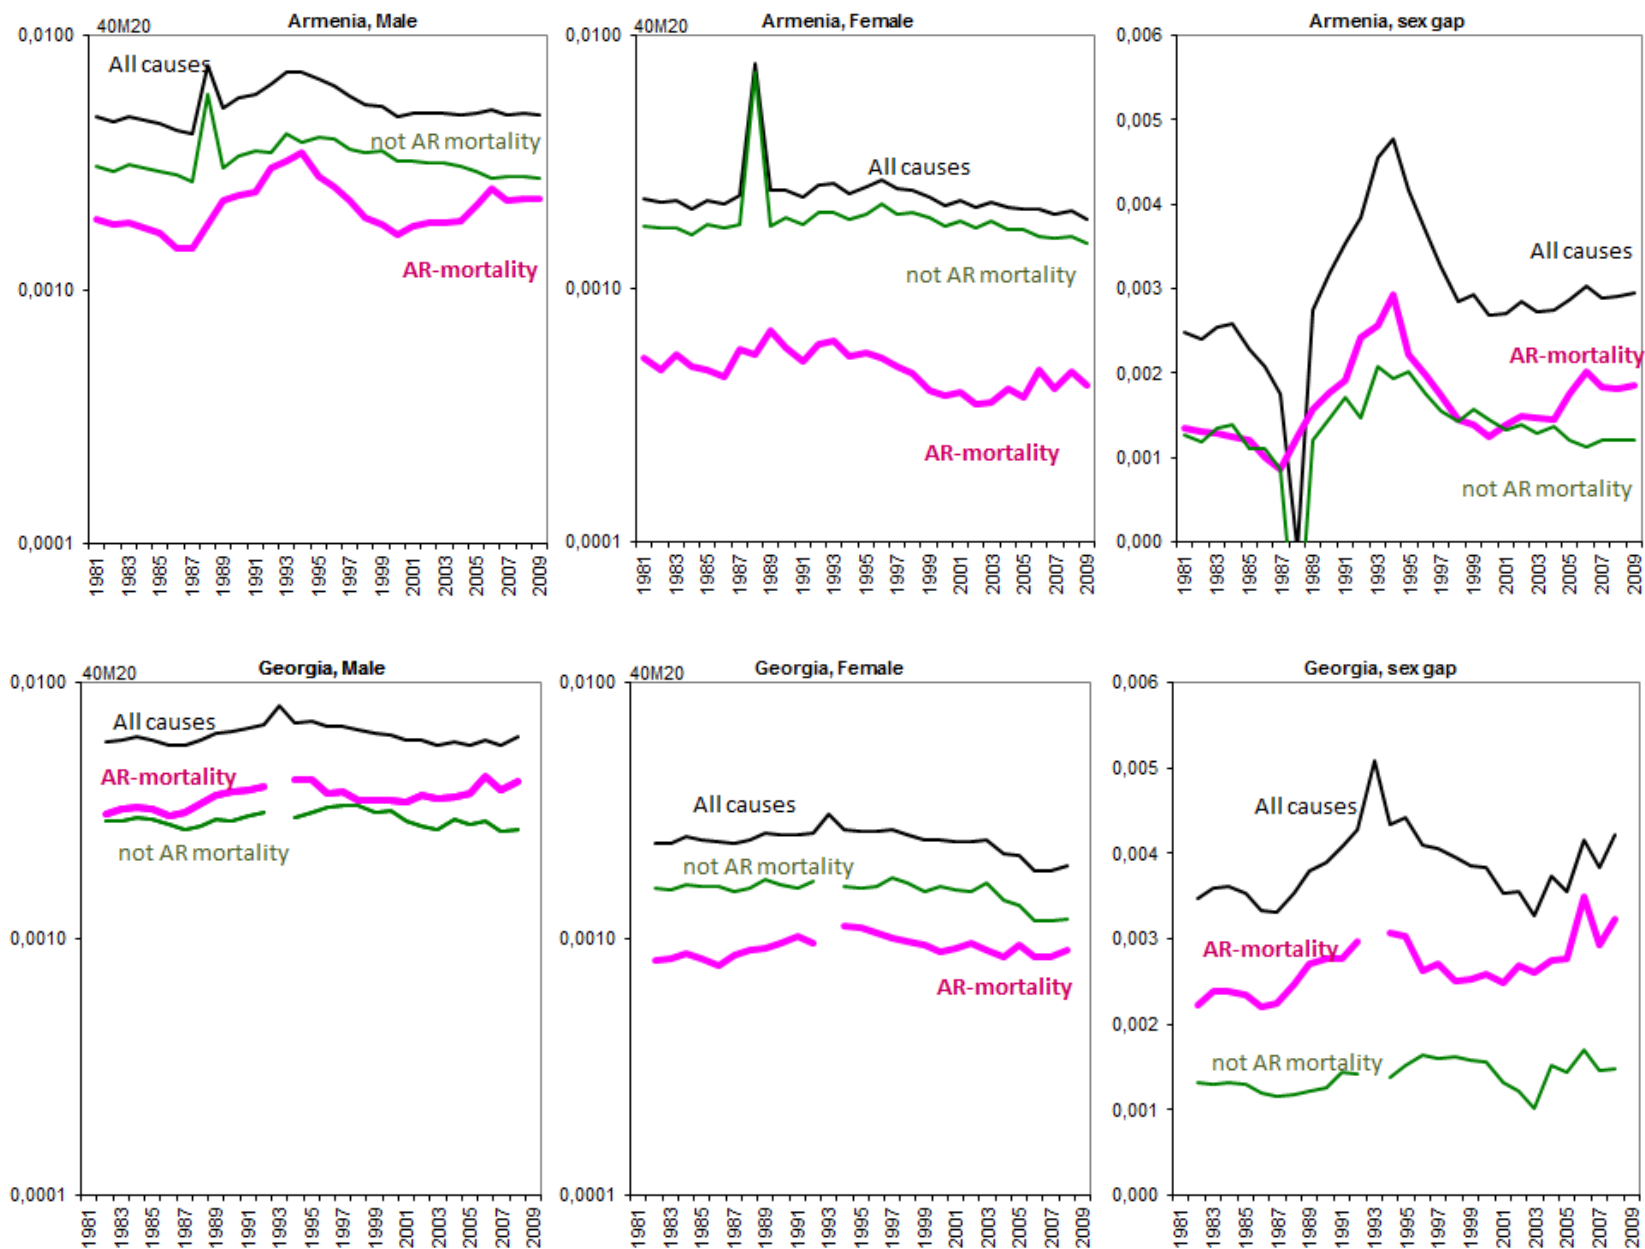 Armenia, Male
40M20
0,0100
0,0010
0,0001
All causes
not AR mortality
AR-mortality
1981 1983 1985 1987 1989 1991 1993 1995 1997 1999 2001 2003 2005 2007 2009
Armenia, Female
40M20
0,0100
0,0010
0,0001
All causes
not AR mortality
AR-mortality
1981 1983 1985 1987 1989 1991 1993 1995 1997 1999 2001 2003 2005 2007 2009
Armenia, sex gap
0,006
0,005
0,004
0,003
0,002
0,001
0,000
All causes
AR-mortality
not AR mortality
1981 1983 1985 1987 1989 1991 1993 1995 1997 1999 2001 2003 2005 2007 2009
Georgia, Male
40M20
0,0100
0,0010
0,0001
All causes
AR-mortality
not AR mortality
1981 1983 1985 1987 1989 1991 1993 1995 1997 1999 2001 2003 2005 2007 2009
Georgia, Female
40M20
0,0100
0,0010
0,0001
All causes
not AR mortality
AR-mortality
1981 1983 1985 1987 1989 1991 1993 1995 1997 1999 2001 2003 2005 2007 2009
Georgia, sex gap
0,006
0,005
0,004
0,003
0,002
0,001
0,000
All causes
AR-mortality
not AR mortality
1981 1983 1985 1987 1989 1991 1993 1995 1997 1999 2001 2003 2005 2007 2009